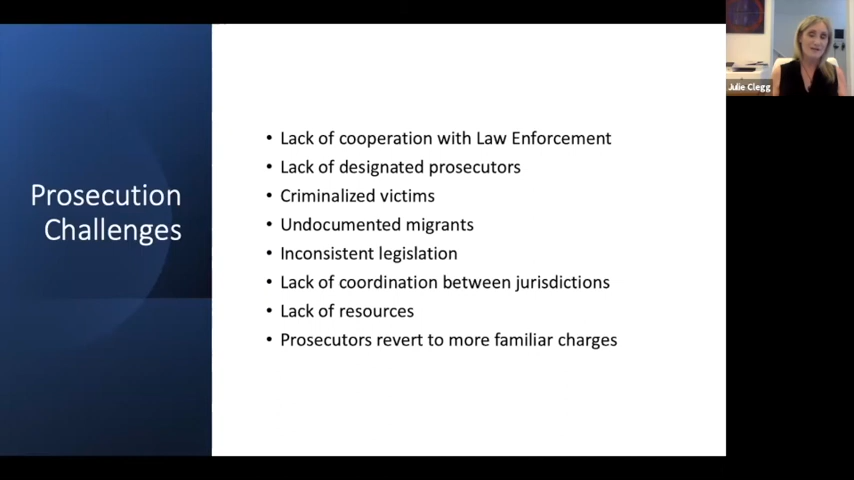 Prosecution
Challenges
• Lack of cooperation with Law Enforcement
• Lack of designated prosecutors
• Criminalized victims
• Undocumented migrants
• Inconsistent legislation
• Lack of coordination between jurisdictions
• Lack of resources
• Prosecutors revert to more familiar charges
Julie Clegg